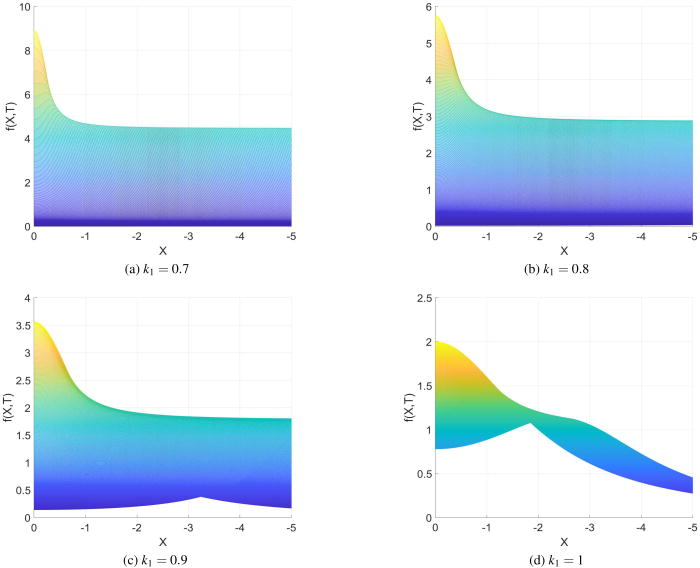 10
8
6
4
2
0
f(X,T)
0 -1 -2 -3 -4 -5
X
(a) k₁ = 0.7
6
5
4
3
2
1
0
f(X,T)
0 -1 -2 -3 -4 -5
X
(b) k₁ = 0.8
4
3.5
3
2.5
2
1.5
1
0.5
0
f(X,T)
0 -1 -2 -3 -4 -5
X
(c) k₁ = 0.9
2.5
2
1.5
1
0.5
0
f(X,T)
0 -1 -2 -3 -4 -5
X
(d) k₁ = 1